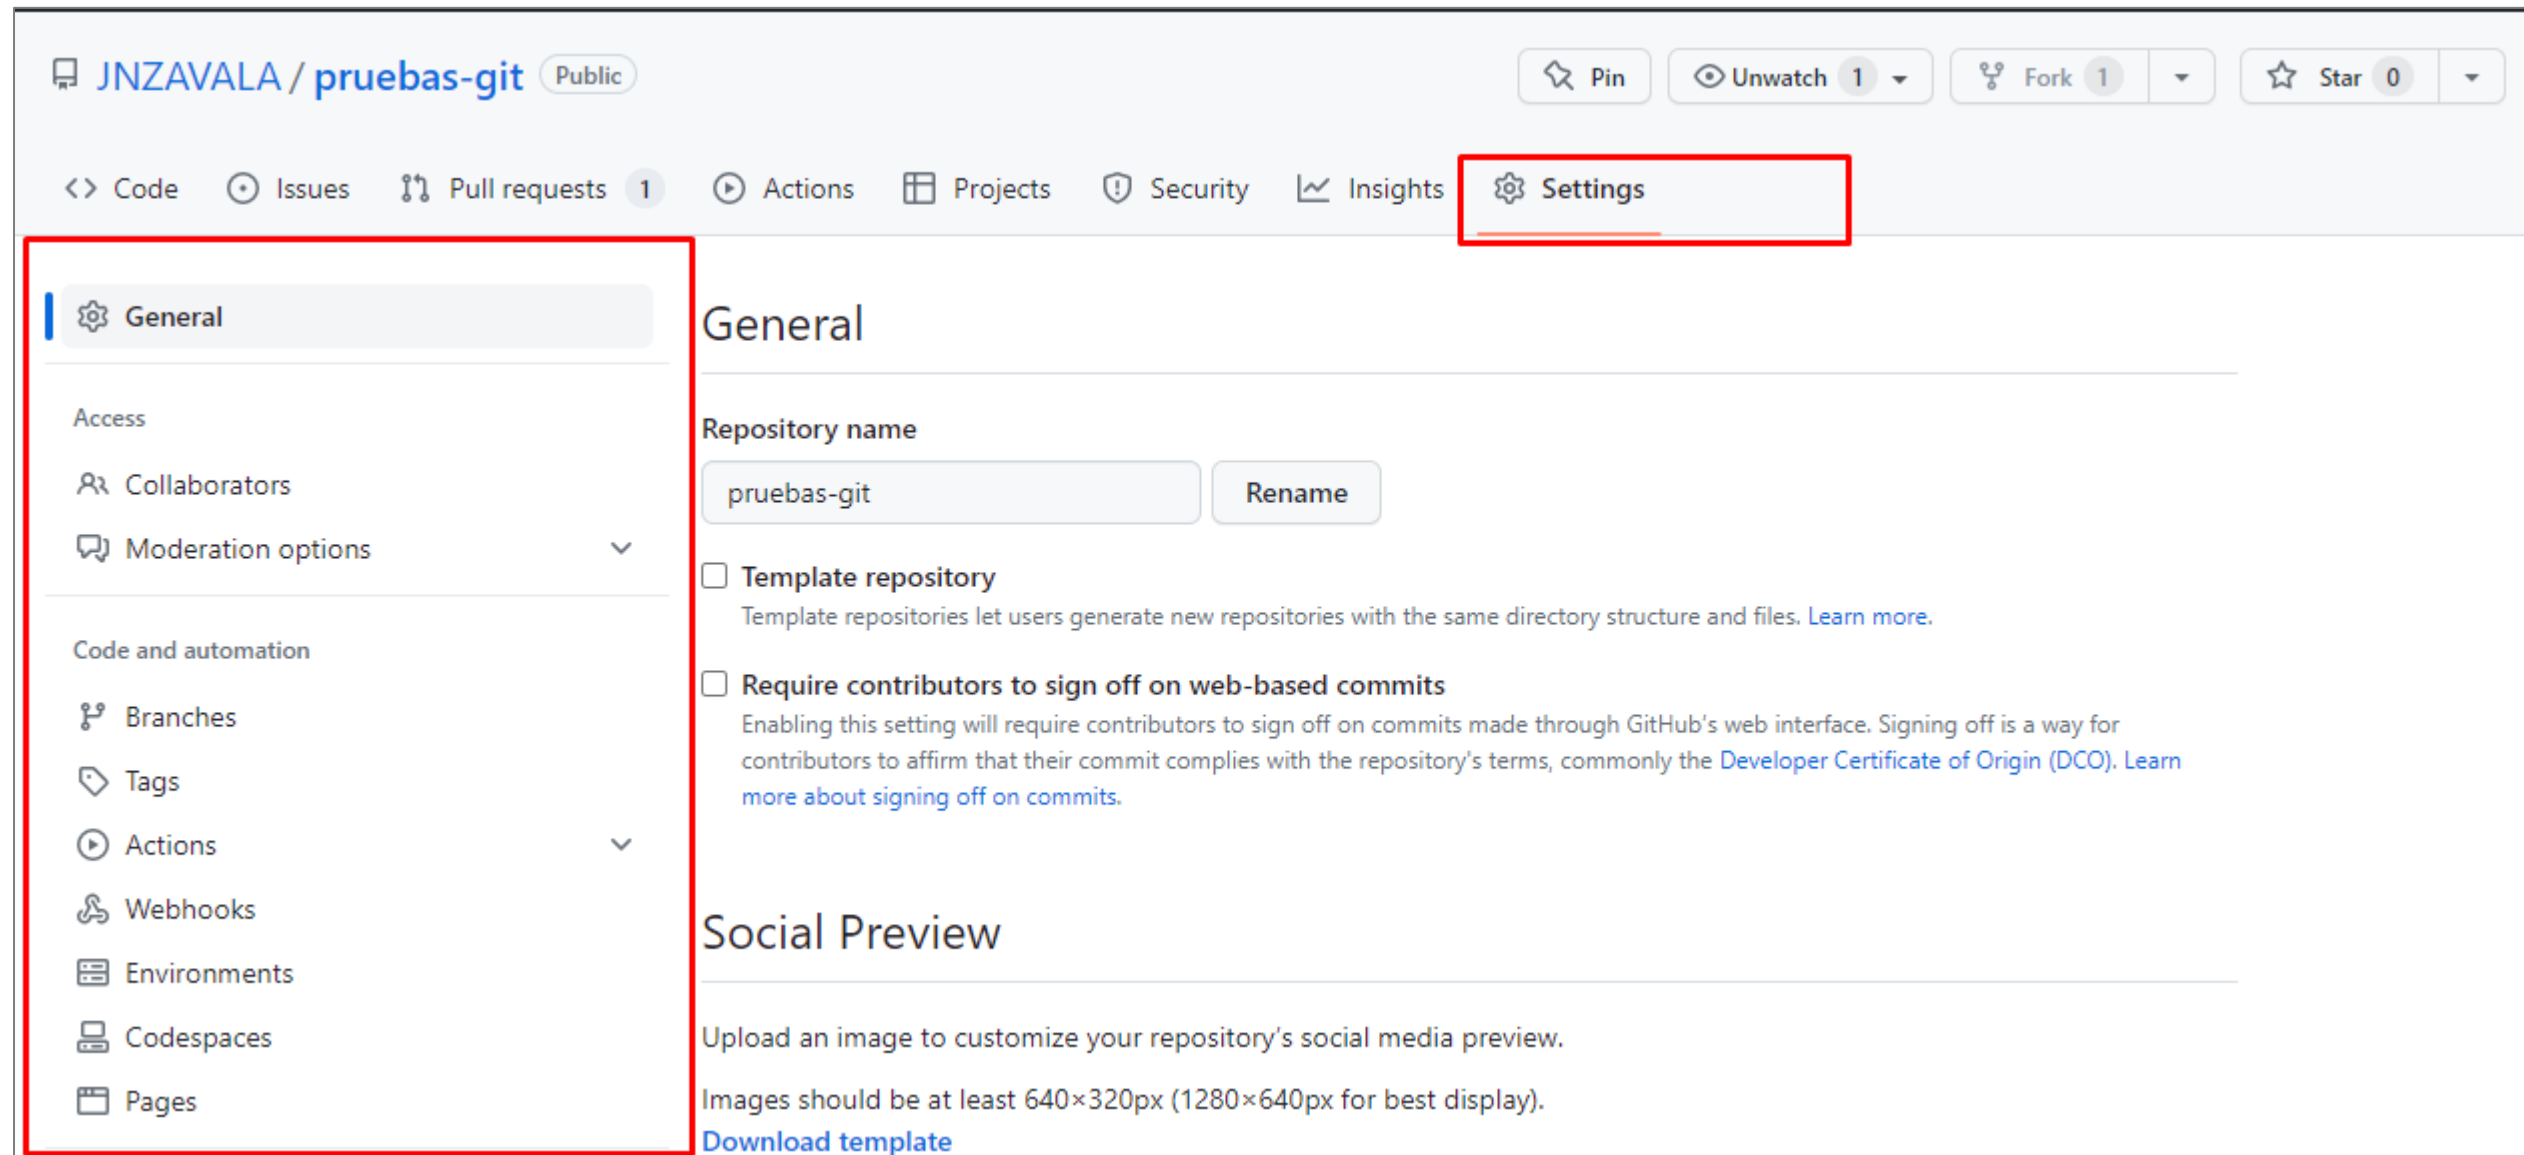 JNZAVALA / pruebas-git Public Pin Unwatch 1 Fork 1 Star 0
Code Issues Pull requests 1 Actions Projects Security Insights Settings
General
Access
Collaborators
Moderation options
Code and automation
Branches
Tags
Actions
Webhooks
Environments
Codespaces
Pages
General
Repository name
pruebas-git Rename
Template repository
Template repositories let users generate new repositories with the same directory structure and files. Learn more.
Require contributors to sign off on web-based commits
Enabling this setting will require contributors to sign off on commits made through GitHub's web interface. Signing off is a way for
contributors to affirm that their commit complies with the repository's terms, commonly the Developer Certificate of Origin (DCO). Learn
more about signing off on commits.
Social Preview
Upload an image to customize your repository's social media preview.
Images should be at least 640×320px (1280×640px for best display).
Download template